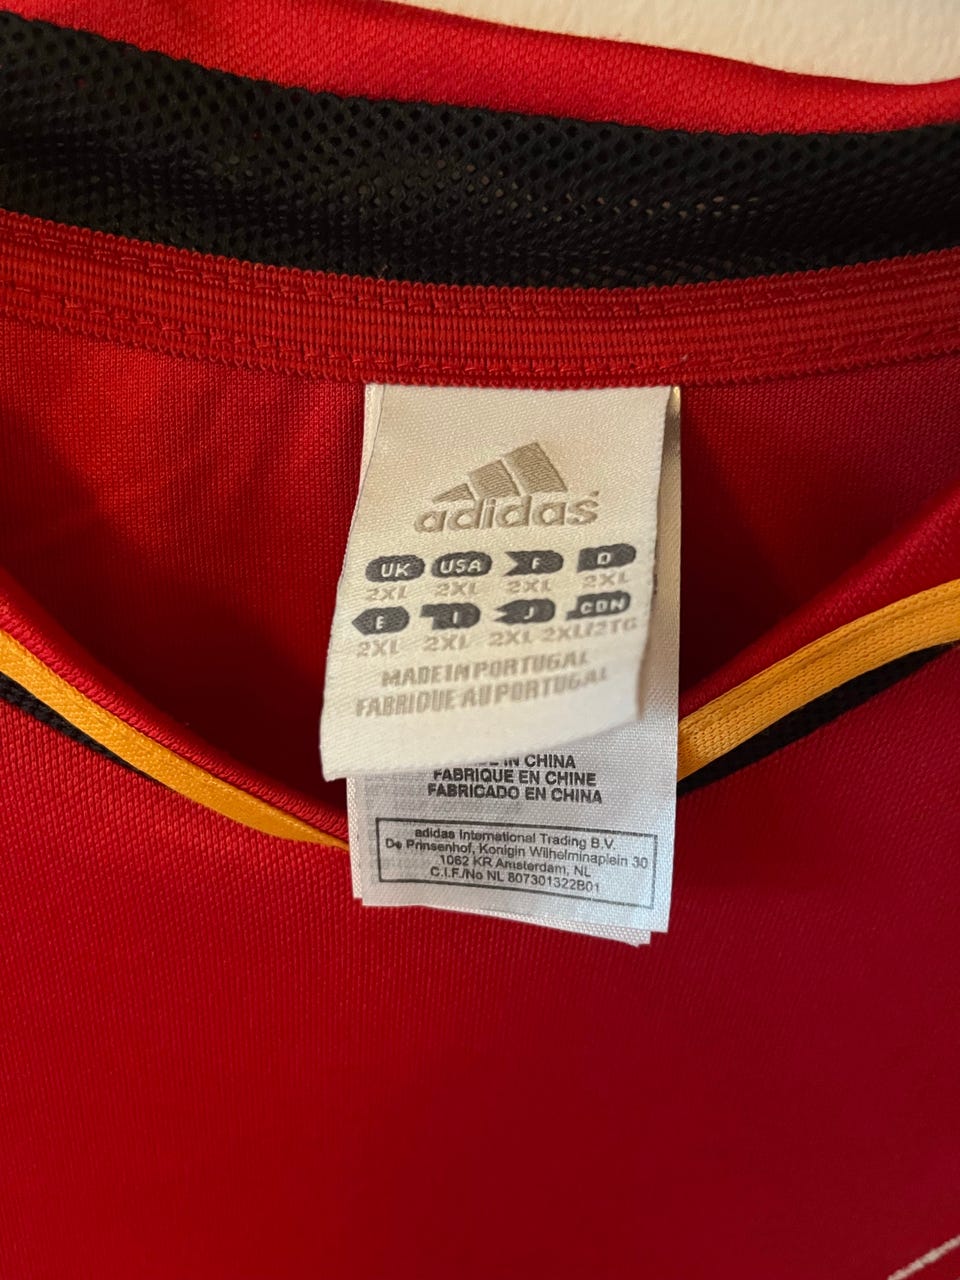 adidas
UK USA F D
2XL 2XL 2XL 2XL
E I J CDN
2XL 2XL 2XL 2XL/2TG
MADE IN PORTUGAL
FABRIQUE AU PORTUGAL
IN CHINA
FABRIQUE EN CHINE
FABRICADO EN CHINA
adidas International Trading B.V.
De Prinsenhof, Konigin Wilhelminaplein 30
1062 KR Amsterdam, NL
C.I.F./No NL 807301322B01